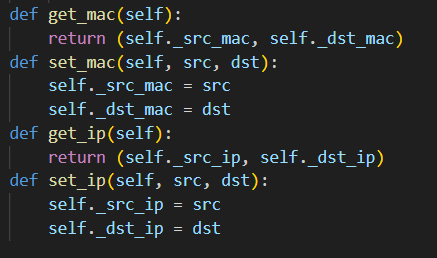 def get_mac(self):
    return (self._src_mac, self._dst_mac)
def set_mac(self, src, dst):
    self._src_mac = src
    self._dst_mac = dst
def get_ip(self):
    return (self._src_ip, self._dst_ip)
def set_ip(self, src, dst):
    self._src_ip = src
    self._dst_ip = dst